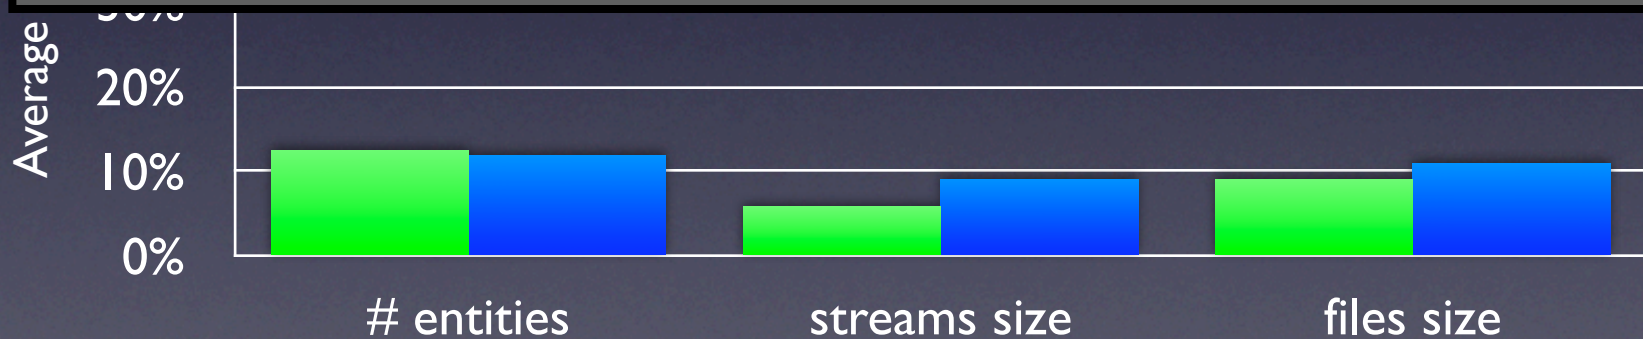 Average
20%
10%
0%
# entities
streams size
files size